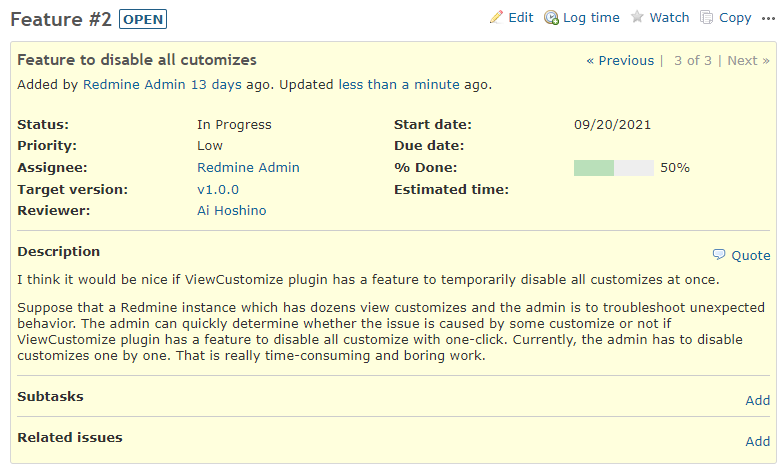 Feature #2 OPEN Edit Log time Watch Copy
Feature to disable all cutomizes « Previous | 3 of 3 | Next »
Added by Redmine Admin 13 days ago. Updated less than a minute ago.
Status: In Progress Start date: 09/20/2021
Priority: Low Due date:
Assignee: Redmine Admin % Done: 50%
Target version: v1.0.0 Estimated time:
Reviewer: Ai Hoshino
Description Quote
I think it would be nice if ViewCustomize plugin has a feature to temporarily disable all customizes at once.
Suppose that a Redmine instance which has dozens view customizes and the admin is to troubleshoot unexpected
behavior. The admin can quickly determine whether the issue is caused by some customize or not if
ViewCustomize plugin has a feature to disable all customize with one-click. Currently, the admin has to disable
customizes one by one. That is really time-consuming and boring work.
Subtasks Add
Related issues Add